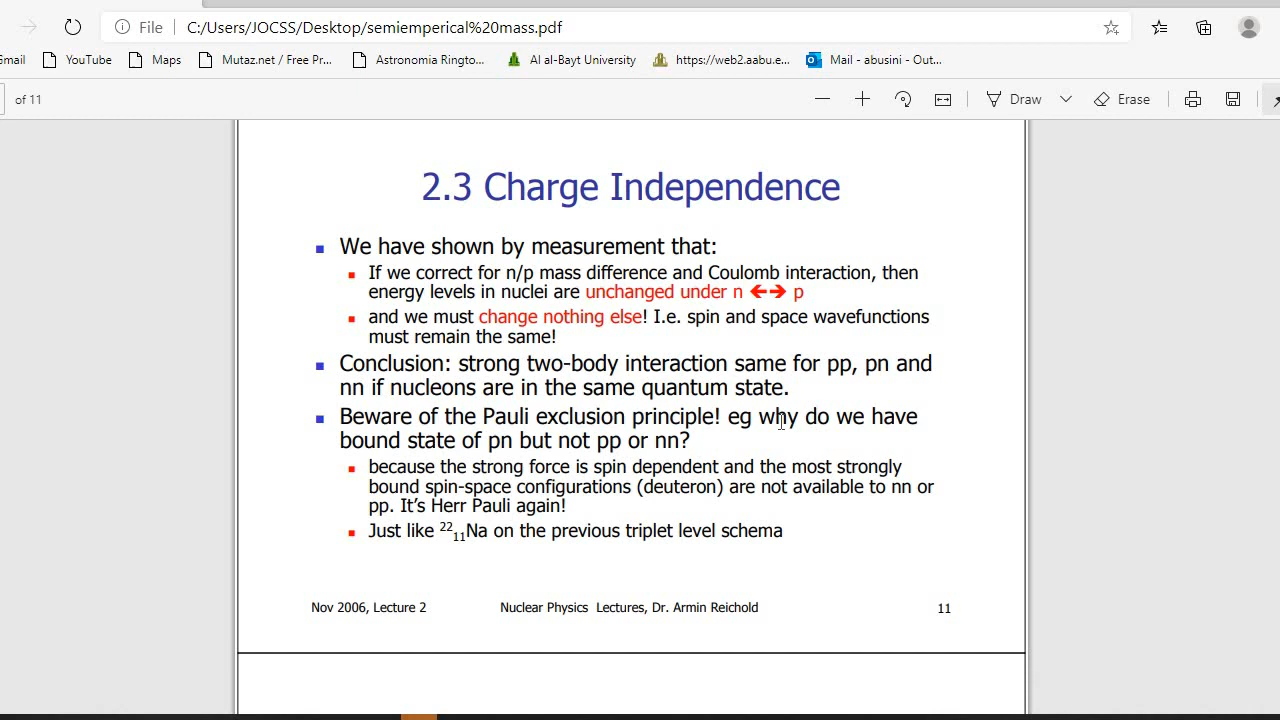 File C:/Users/JOCSS/Desktop/semiemperical%20mass.pdf
Gmail YouTube Maps Mutaz.net / Free Pr... Astronomia Ringto... Al al-Bayt University https://web2.aabu.e... Mail - abusini - Out...
of 11 Draw Erase
2.3 Charge Independence
We have shown by measurement that:
If we correct for n/p mass difference and Coulomb interaction, then
energy levels in nuclei are unchanged under n ←→ p
and we must change nothing else! I.e. spin and space wavefunctions
must remain the same!
Conclusion: strong two-body interaction same for pp, pn and
nn if nucleons are in the same quantum state.
Beware of the Pauli exclusion principle! eg why do we have
bound state of pn but not pp or nn?
because the strong force is spin dependent and the most strongly
bound spin-space configurations (deuteron) are not available to nn or
pp. It's Herr Pauli again!
Just like ²²₁₁Na on the previous triplet level schema
Nov 2006, Lecture 2 Nuclear Physics Lectures, Dr. Armin Reichold 11